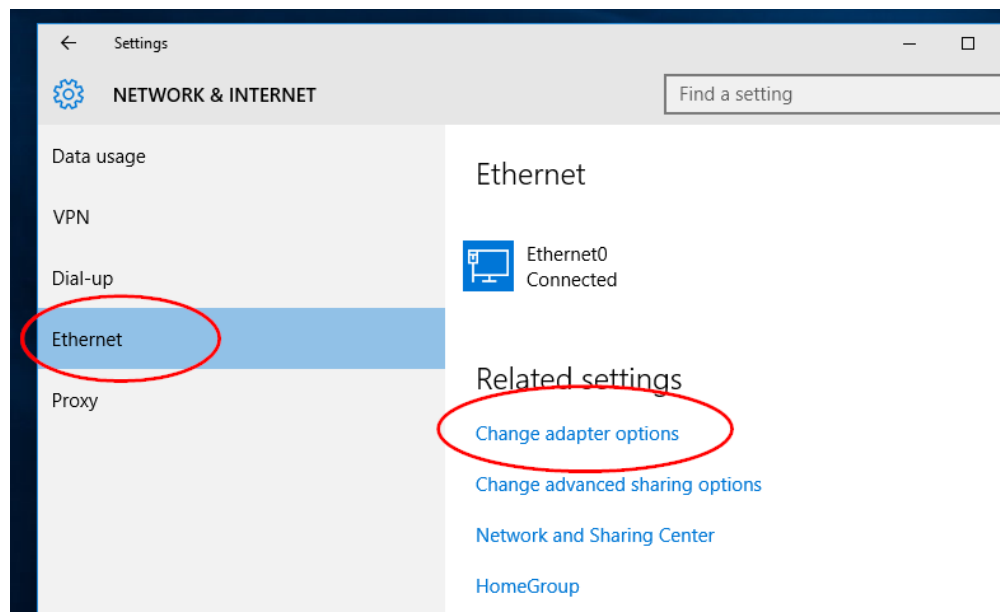 Settings
NETWORK & INTERNET
Find a setting
Data usage
VPN
Dial-up
Ethernet
Proxy
Ethernet
Ethernet0
Connected
Related settings
Change adapter options
Change advanced sharing options
Network and Sharing Center
HomeGroup